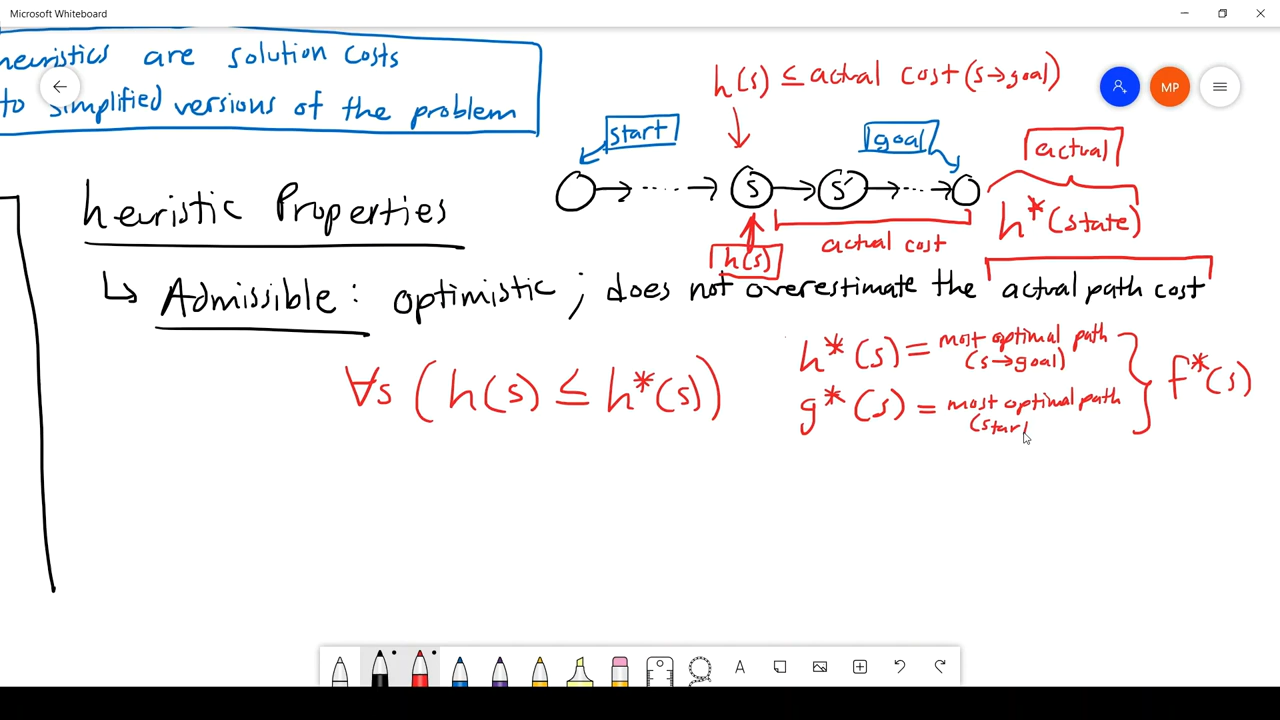 Microsoft Whiteboard
heuristics are solution costs
to simplified versions of the problem
h(s) ≤ actual cost (s→goal)
MP
start
goal
actual
s
s'
h*(state)
heuristic Properties
actual cost
h(s)
↳ Admissible: optimistic; does not overestimate the actual path cost
∀s (h(s) ≤ h*(s))
h*(s) = most optimal path
(s→goal)
f*(s)
g*(s) = most optimal path
(star
A